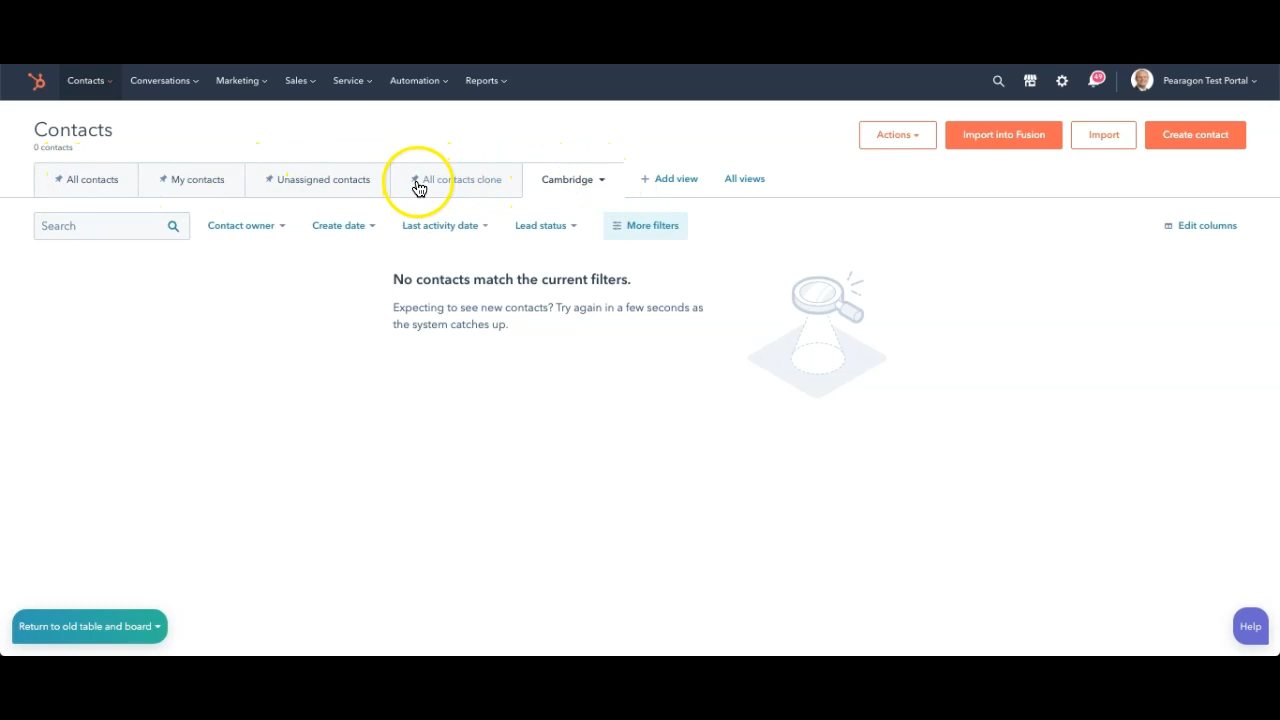 Contacts Conversations Marketing Sales Service Automation Reports 49 Pearagon Test Portal
Contacts
0 contacts
Actions Import into Fusion Import Create contact
All contacts My contacts Unassigned contacts All contacts clone Cambridge + Add view All views
Search Contact owner Create date Last activity date Lead status More filters Edit columns
No contacts match the current filters.
Expecting to see new contacts? Try again in a few seconds as
the system catches up.
Return to old table and board
Help